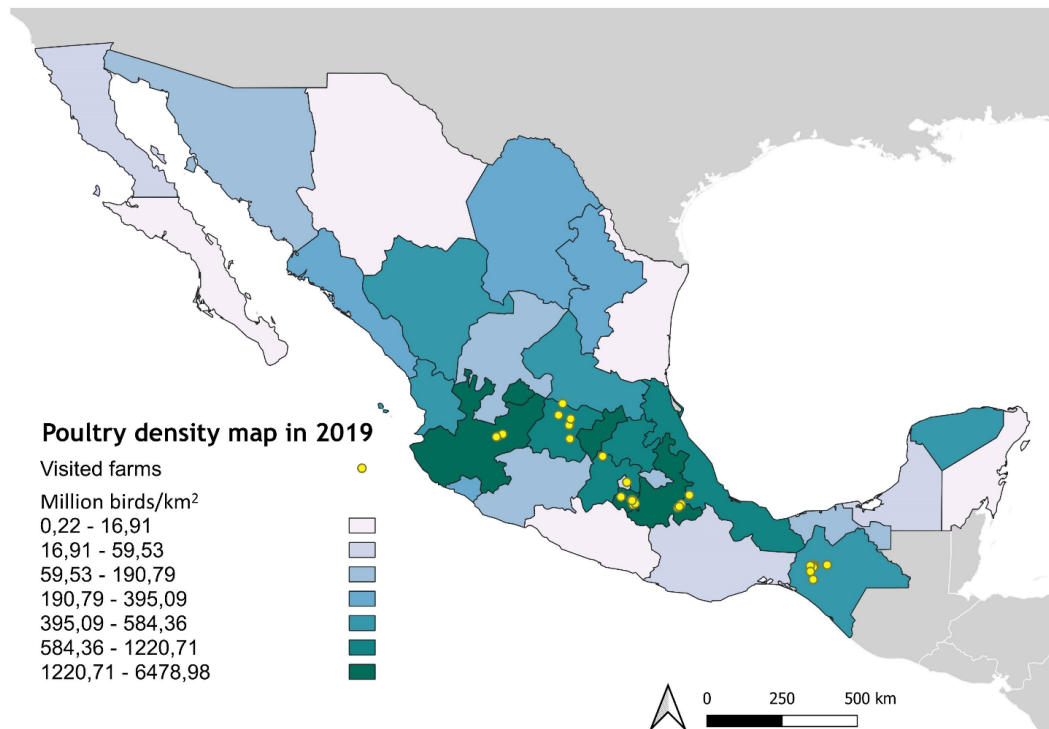 Poultry density map in 2019
Visited farms
Million birds/km²
0,22 - 16,91
16,91 - 59,53
59,53 - 190,79
190,79 - 395,09
395,09 - 584,36
584,36 - 1220,71
1220,71 - 6478,98
0 250 500 km